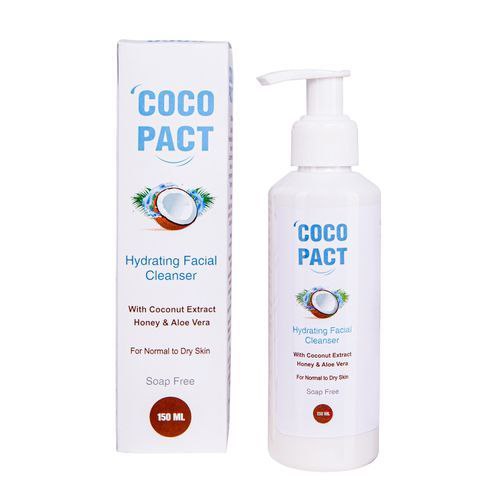 'COCO
PACT
Hydrating Facial
Cleanser
With Coconut Extract
Honey & Aloe Vera
For Normal to Dry Skin
Soap Free
150 ML
'COCO
PACT
Hydrating Facial
Cleanser
With Coconut Extract
Honey & Aloe Vera
For Normal to Dry Skin
Soap Free
150 ML